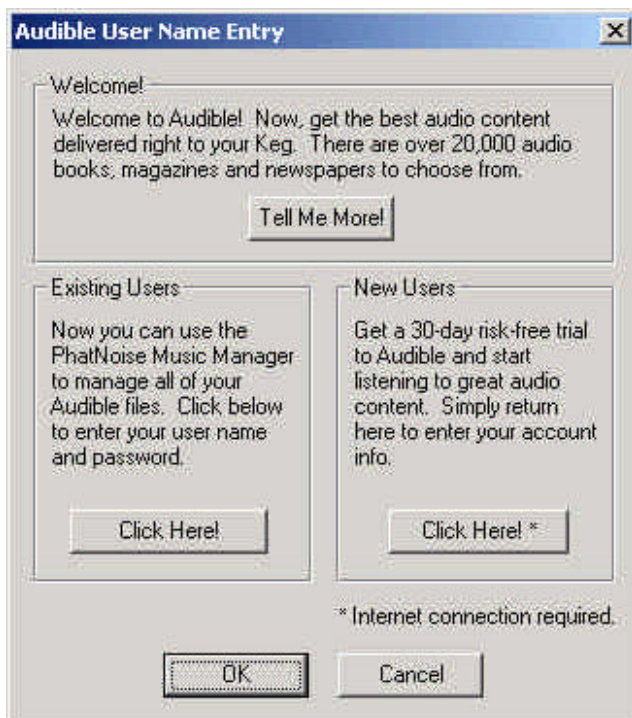 Audible User Name Entry
Welcome!
Welcome to Audible! Now, get the best audio content
delivered right to your Keg. There are over 20,000 audio
books, magazines and newspapers to choose from.
Tell Me More!
Existing Users
Now you can use the
PhatNoise Music Manager
to manage all of your
Audible files. Click below
to enter your user name
and password.
Click Here!
New Users
Get a 30-day risk-free trial
to Audible and start
listening to great audio
content. Simply return
here to enter your account
info.
Click Here! *
* Internet connection required.
OK
Cancel